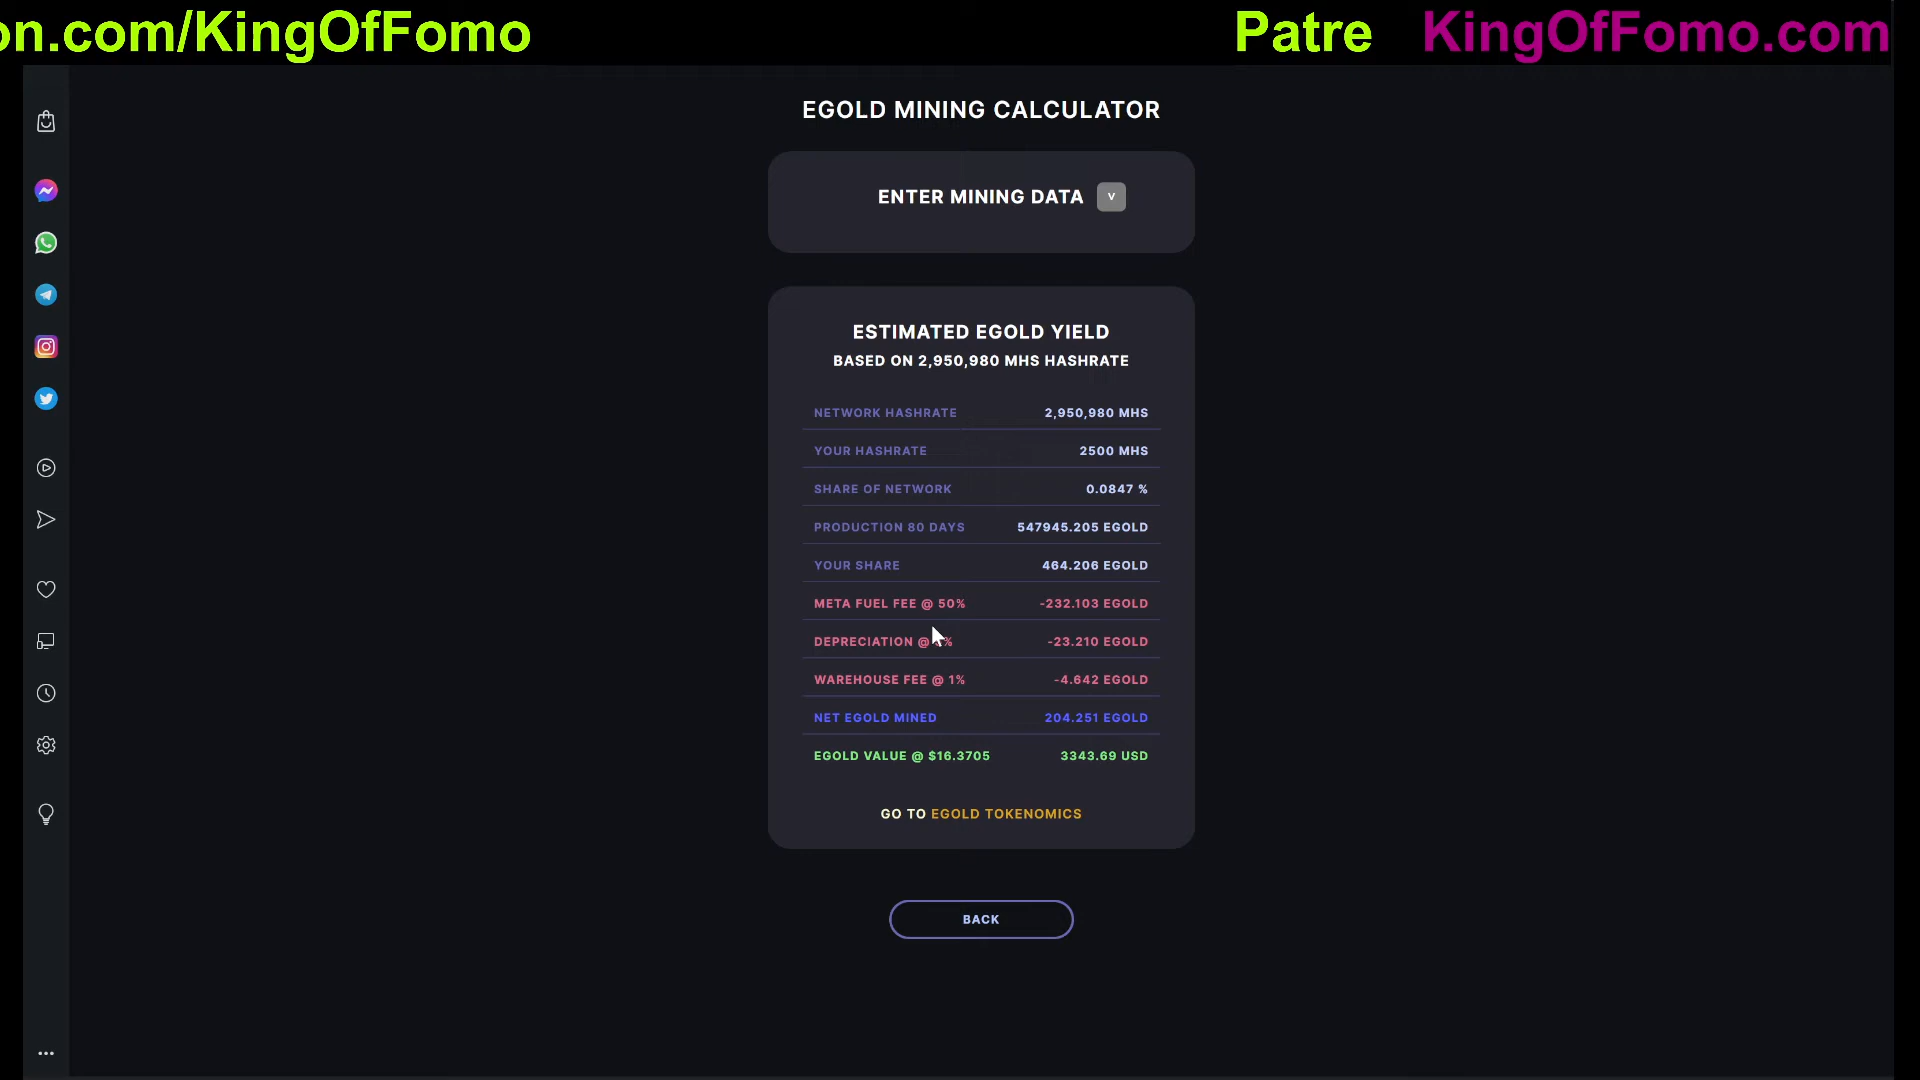 on.com/KingOfFomo Patre KingOfFomo.com
EGOLD MINING CALCULATOR
ENTER MINING DATA V
ESTIMATED EGOLD YIELD
BASED ON 2,950,980 MHS HASHRATE
NETWORK HASHRATE 2,950,980 MHS
YOUR HASHRATE 2500 MHS
SHARE OF NETWORK 0.0847 %
PRODUCTION 80 DAYS 547945.205 EGOLD
YOUR SHARE 464.206 EGOLD
META FUEL FEE @ 50% -232.103 EGOLD
DEPRECIATION @ % -23.210 EGOLD
WAREHOUSE FEE @ 1% -4.642 EGOLD
NET EGOLD MINED 204.251 EGOLD
EGOLD VALUE @ $16.3705 3343.69 USD
GO TO EGOLD TOKENOMICS
BACK